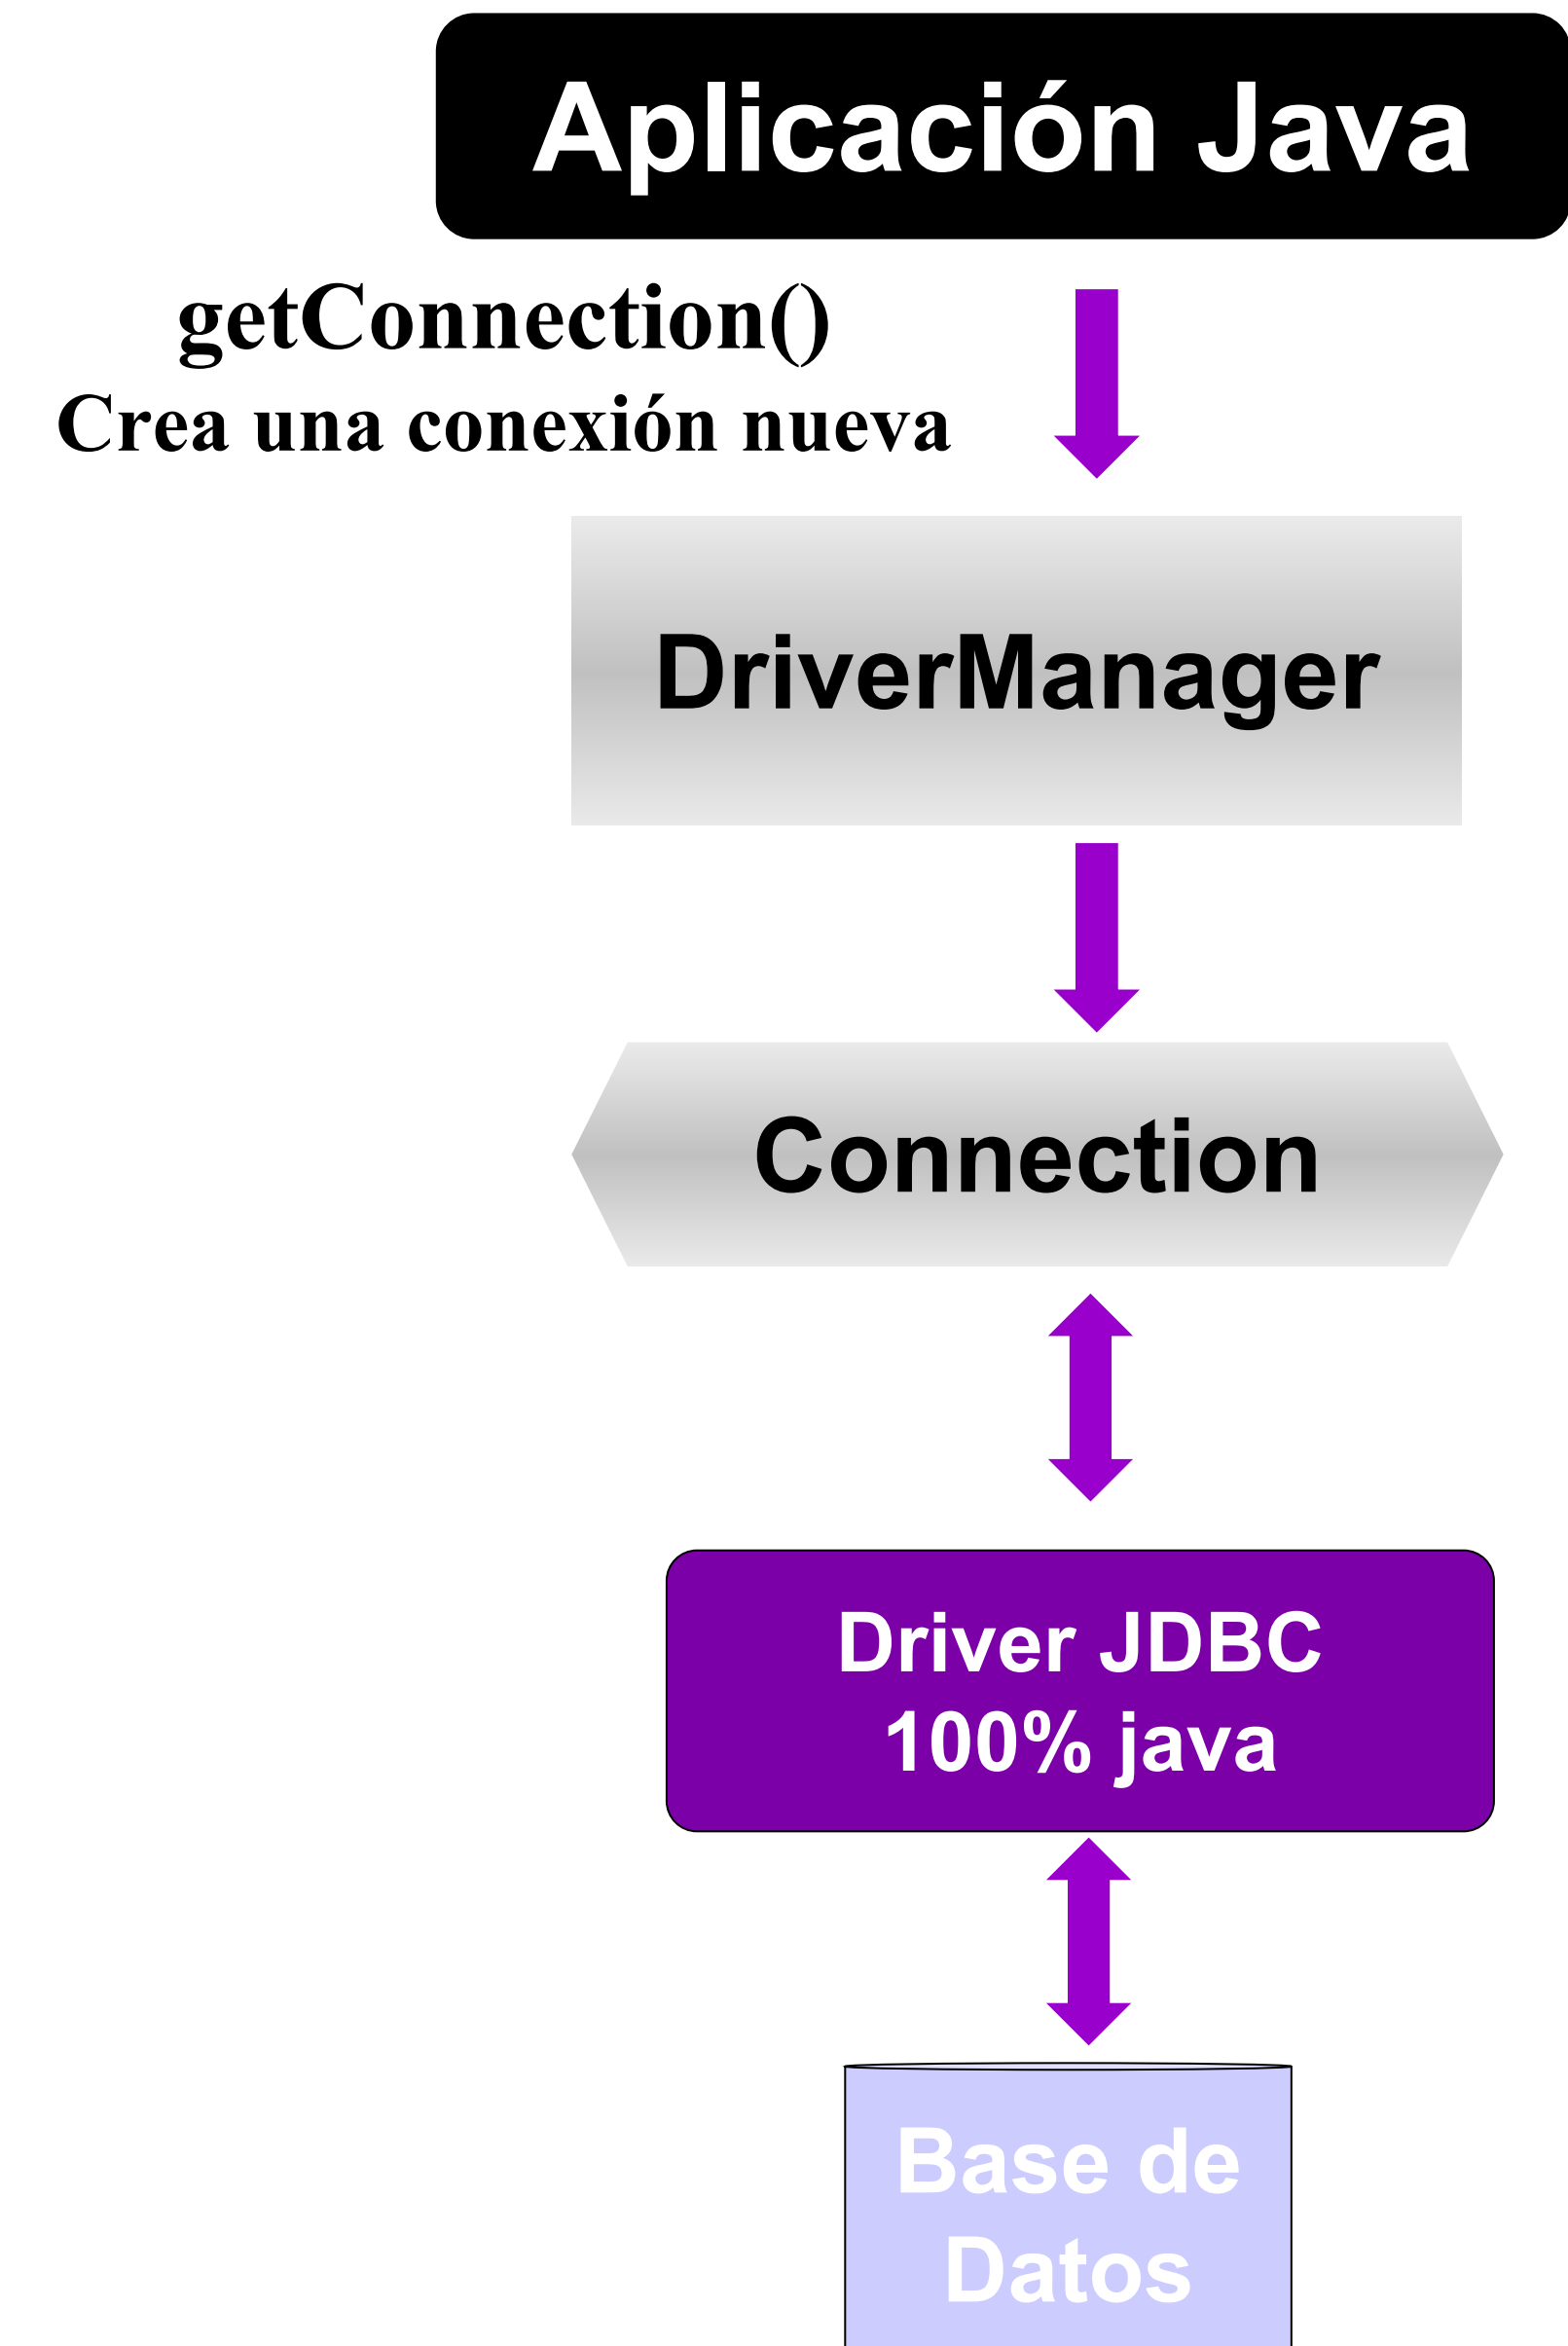 Aplicación Java
getConnection()
Crea una conexión nueva
DriverManager
Connection
Driver JDBC
100% java
Base de
Datos